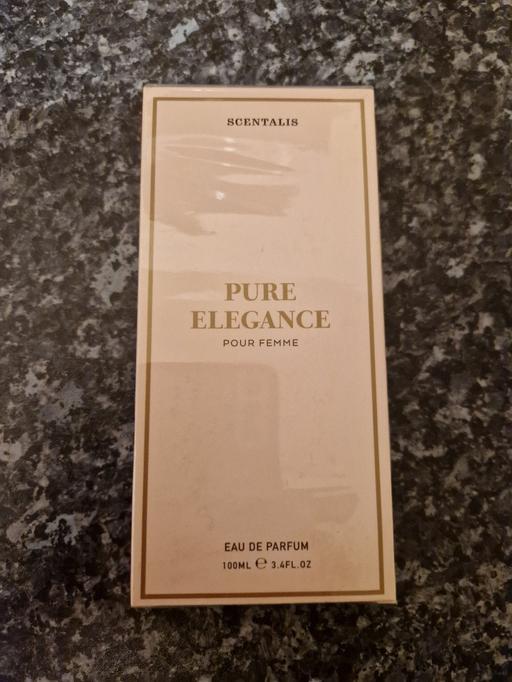 SCENTALIS
PURE
ELEGANCE
POUR FEMME
EAU DE PARFUM
100ML ℮ 3.4FL.OZ